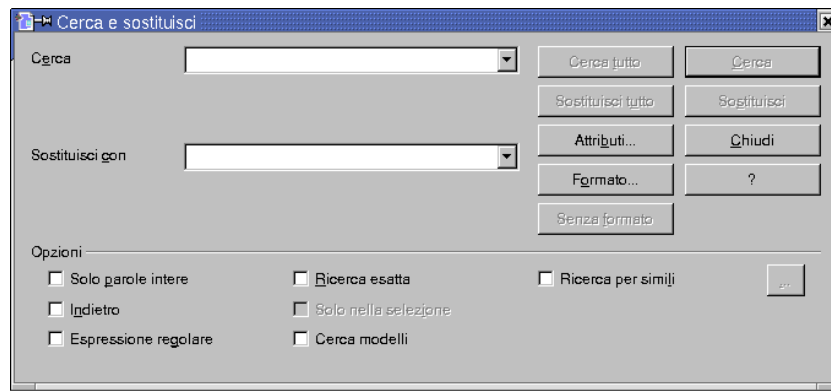 Cerca e sostituisci
Cerca
Cerca tutto
Cerca
Sostituisci tutto
Sostituisci
Sostituisci con
Attributi...
Chiudi
Formato...
?
Senza formato
Opzioni
Solo parole intere
Ricerca esatta
Ricerca per simili
...
Indietro
Solo nella selezione
Espressione regolare
Cerca modelli